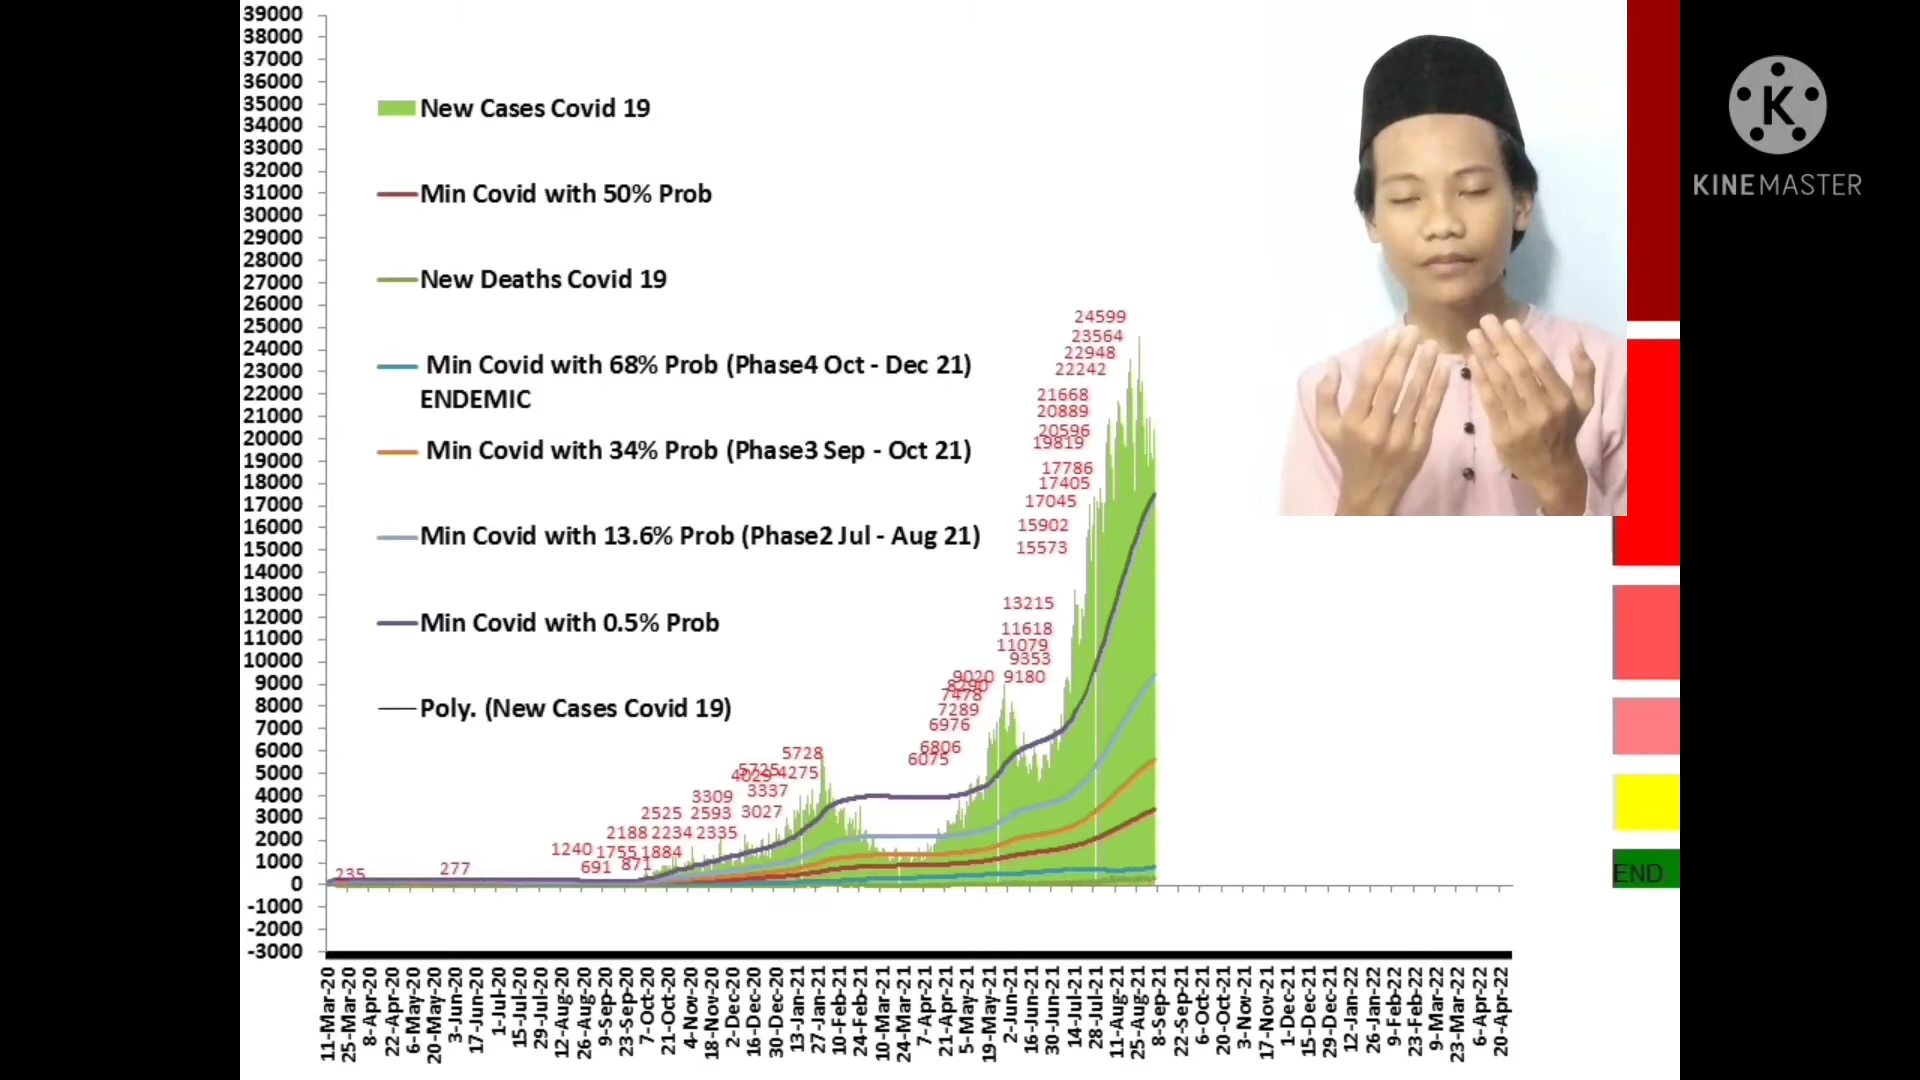 39000
38000
37000
36000
35000
34000
33000
32000
31000
30000
29000
28000
27000
26000
25000
24000
23000
22000
21000
20000
19000
18000
17000
16000
15000
14000
13000
12000
11000
10000
9000
8000
7000
6000
5000
4000
3000
2000
1000
0
-1000
-2000
-3000
New Cases Covid 19
Min Covid with 50% Prob
New Deaths Covid 19
Min Covid with 68% Prob (Phase4 Oct - Dec 21)
ENDEMIC
Min Covid with 34% Prob (Phase3 Sep - Oct 21)
Min Covid with 13.6% Prob (Phase2 Jul - Aug 21)
Min Covid with 0.5% Prob
Poly. (New Cases Covid 19)
24599
23564
22948
22242
21668
20889
20596
19819
17786
17405
17045
15902
15573
13215
11618
11079
9353
9020 9180
8290
7478
7289
6976
6806
6075
5728
5725 4275
4029
3337
3309
3027
2525 2593
2188 2234 2335
1240 1755 1884
691 871
277
235
11-Mar-20
25-Mar-20
8-Apr-20
22-Apr-20
6-May-20
20-May-20
3-Jun-20
17-Jun-20
1-Jul-20
15-Jul-20
29-Jul-20
12-Aug-20
26-Aug-20
9-Sep-20
23-Sep-20
7-Oct-20
21-Oct-20
4-Nov-20
18-Nov-20
2-Dec-20
16-Dec-20
30-Dec-20
13-Jan-21
27-Jan-21
10-Feb-21
24-Feb-21
10-Mar-21
24-Mar-21
7-Apr-21
21-Apr-21
5-May-21
19-May-21
2-Jun-21
16-Jun-21
30-Jun-21
14-Jul-21
28-Jul-21
11-Aug-21
25-Aug-21
8-Sep-21
22-Sep-21
6-Oct-21
20-Oct-21
3-Nov-21
17-Nov-21
1-Dec-21
15-Dec-21
29-Dec-21
12-Jan-22
26-Jan-22
9-Feb-22
23-Feb-22
9-Mar-22
23-Mar-22
6-Apr-22
20-Apr-22
END
K
KINEMASTER